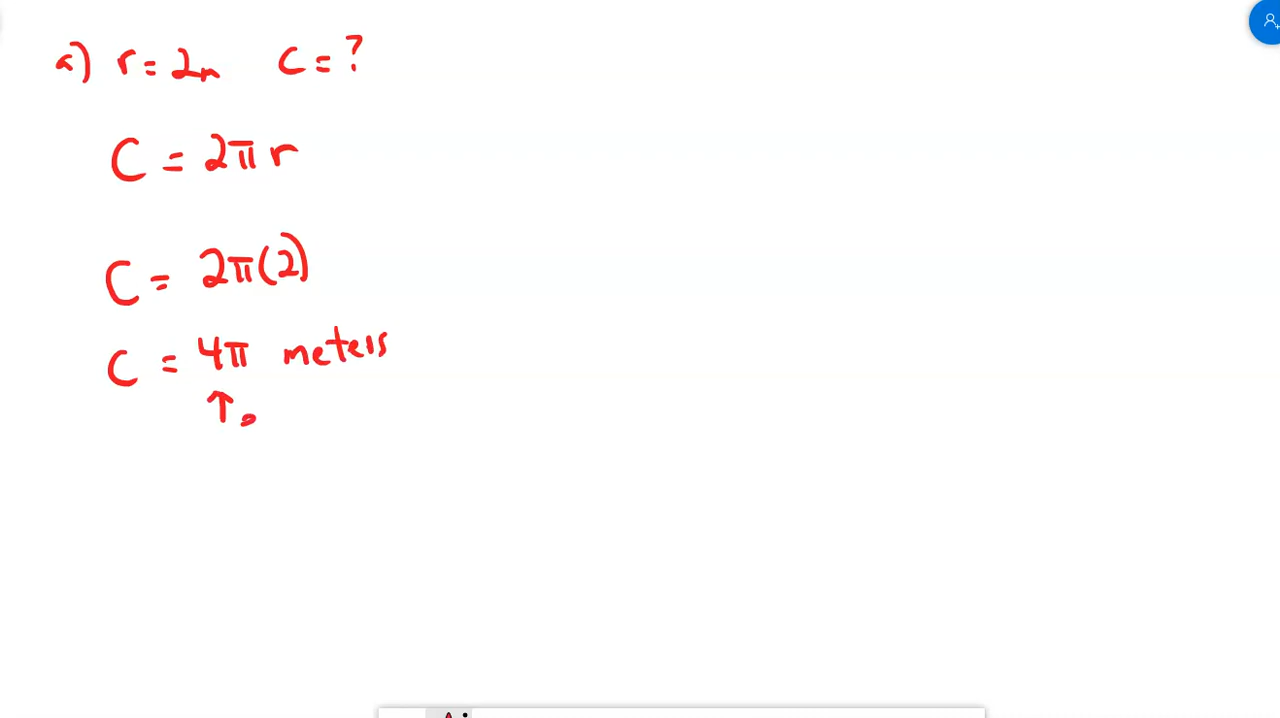 a) r = 2m C = ?
C = 2πr
C = 2π(2)
C = 4π meters
↑